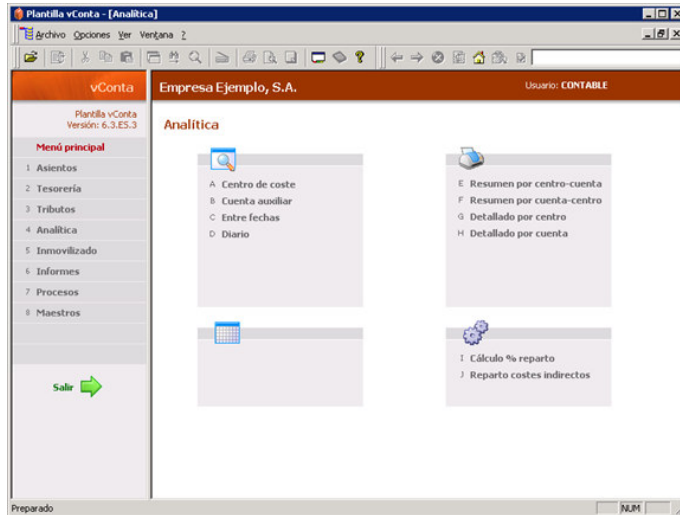 Plantilla vConta - [Analítica]
Archivo Opciones Ver Ventana ?
vConta
Empresa Ejemplo, S.A.
Usuario: CONTABLE
Plantilla vConta
Versión: 6.3.ES.3
Menú principal
1 Asientos
2 Tesorería
3 Tributos
4 Analítica
5 Inmovilizado
6 Informes
7 Procesos
8 Maestros
Salir
Analítica
A Centro de coste
B Cuenta auxiliar
C Entre fechas
D Diario
E Resumen por centro-cuenta
F Resumen por cuenta-centro
G Detallado por centro
H Detallado por cuenta
I Cálculo % reparto
J Reparto costes indirectos
Preparado
NUM